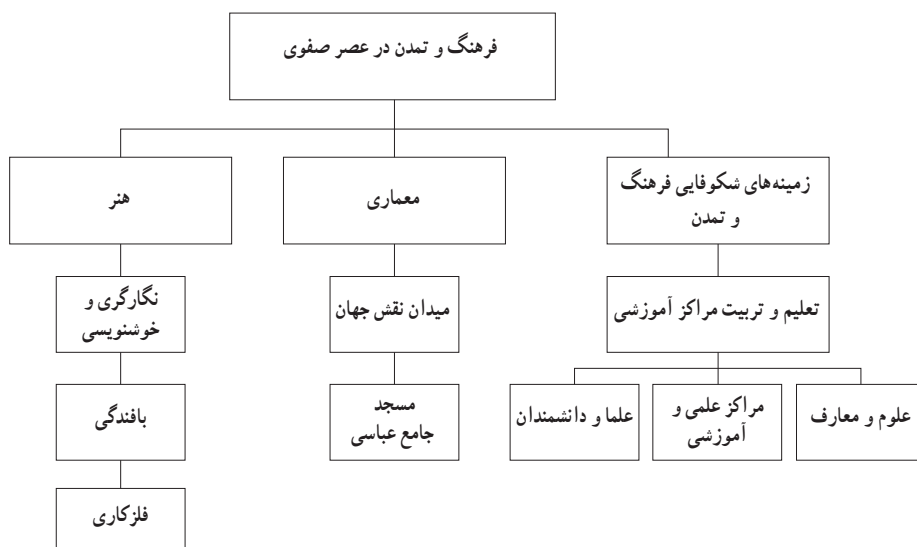 فرهنگ و تمدن در عصر صفوی
زمینه‌های شکوفایی فرهنگ
و تمدن
معماری
هنر
تعلیم و تربیت مراکز آموزشی
میدان نقش جهان
نگارگری و
خوشنویسی
علوم و معارف
مراکز علمی و
آموزشی
علما و دانشمندان
مسجد
جامع عباسی
بافندگی
فلزکاری